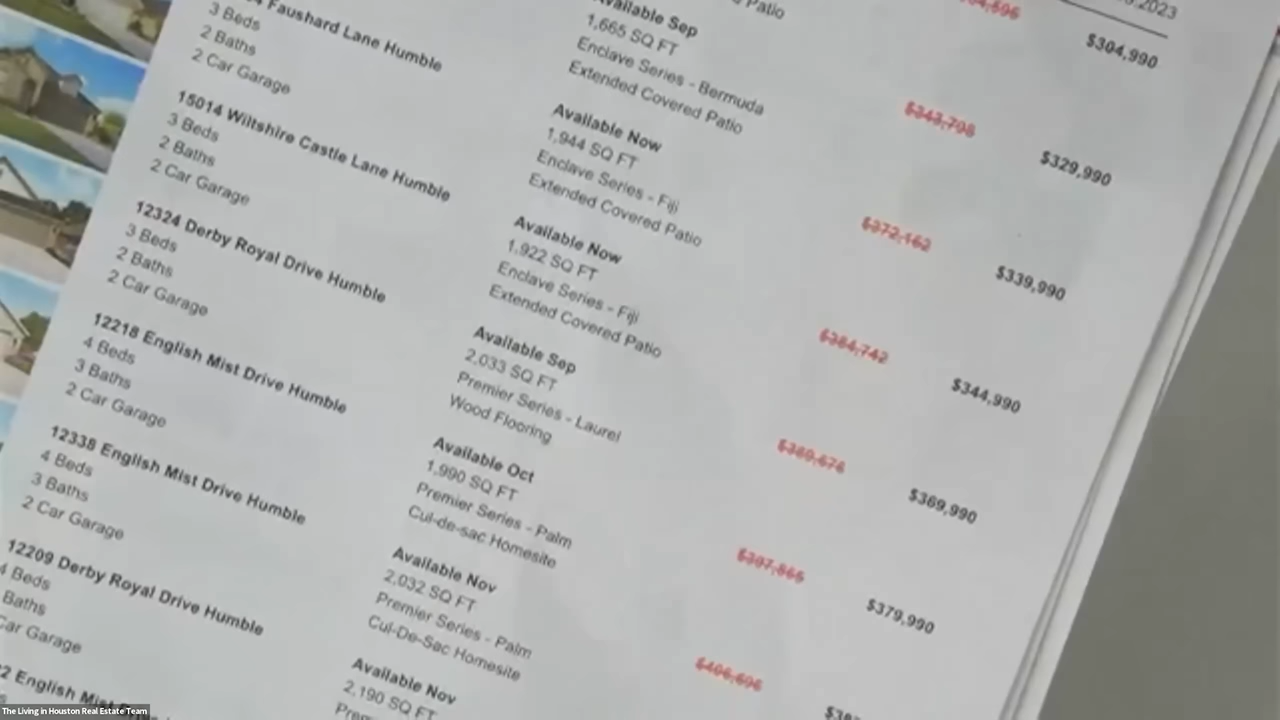 Patio
2023
$304,990
Available Sep
$343,798
$329,990
1,665 SQ FT
Enclave Series - Bermuda
Extended Covered Patio
Faushard Lane Humble
Available Now
$372,162
$339,990
3 Beds
1,944 SQ FT
2 Baths
Enclave Series - Fiji
2 Car Garage
Extended Covered Patio
15014 Wiltshire Castle Lane Humble
Available Now
$344,990
3 Beds
1,922 SQ FT
2 Baths
Enclave Series - Fiji
2 Car Garage
Extended Covered Patio
12324 Derby Royal Drive Humble
Available Sep
$389,676
$369,990
3 Beds
2,033 SQ FT
2 Baths
Premier Series - Laurel
2 Car Garage
Wood Flooring
12218 English Mist Drive Humble
Available Oct
$397,865
$379,990
4 Beds
1,990 SQ FT
3 Baths
Premier Series - Palm
2 Car Garage
Cul-de-sac Homesite
12338 English Mist Drive Humble
Available Nov
$406,696
4 Beds
2,032 SQ FT
3 Baths
Premier Series - Palm
2 Car Garage
Cul-De-Sac Homesite
12209 Derby Royal Drive Humble
Available Nov
4 Beds
2,190 SQ FT
Baths
Car Garage
English Mist
The Living in Houston Real Estate Team